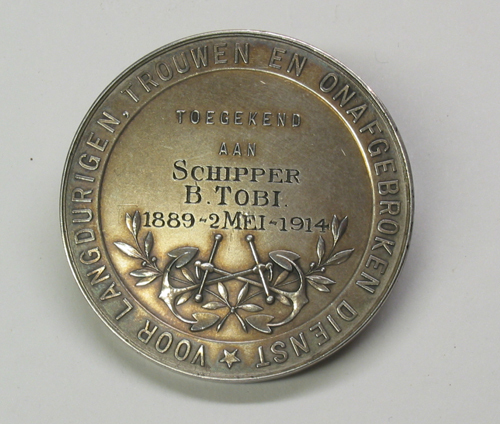 VOOR LANGDURIGEN, TROUWEN EN ONAFGEBROKEN DIENST
TOEGEKEND
AAN
SCHIPPER
B. TOBI.
1889~2 MEI~1914